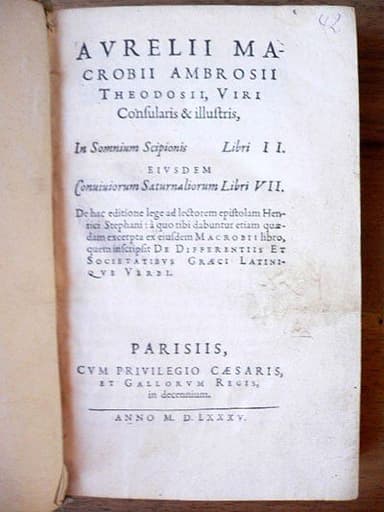 42
AVRELII MA-
CROBII AMBROSII
THEODOSII, VIRI
Consularis & illustris,
In Somnium Scipionis Libri II.
EIVSDEM
Conuiuiorum Saturnaliorum Libri VII.
De hac editione lege ad lectorem epistolam Hen-
rici Stephani: à quo tibi dabuntur etiam quæ-
dam excerpta ex eiusdem MACROBII libro,
quem inscripsit DE DIFFERENTIIS ET
SOCIETATIBVS GRÆCI LATINI-
QVE VERBI.
PARISIIS,
CVM PRIVILEGIO CÆSARIS,
ET GALLORVM REGIS,
in decennium.
ANNO M. D. LXXXV.